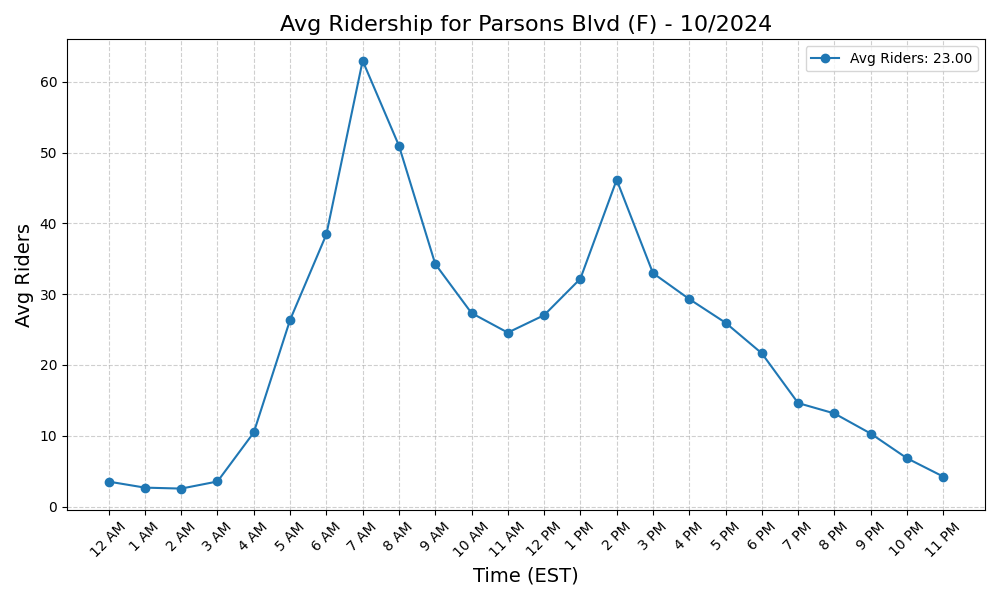 Avg Ridership for Parsons Blvd (F) - 10/2024
Avg Riders: 23.00
60
50
40
30
20
10
0
Avg Riders
12 AM
1 AM
2 AM
3 AM
4 AM
5 AM
6 AM
7 AM
8 AM
9 AM
10 AM
11 AM
12 PM
1 PM
2 PM
3 PM
4 PM
5 PM
6 PM
7 PM
8 PM
9 PM
10 PM
11 PM
Time (EST)